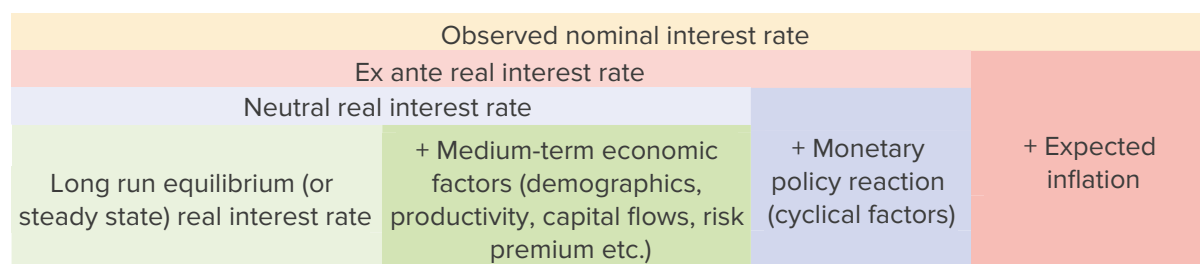 Observed nominal interest rate
Ex ante real interest rate
Neutral real interest rate
Long run equilibrium (or
steady state) real interest rate
+ Medium-term economic
factors (demographics,
productivity, capital flows, risk
premium etc.)
+ Monetary
policy reaction
(cyclical factors)
+ Expected
inflation